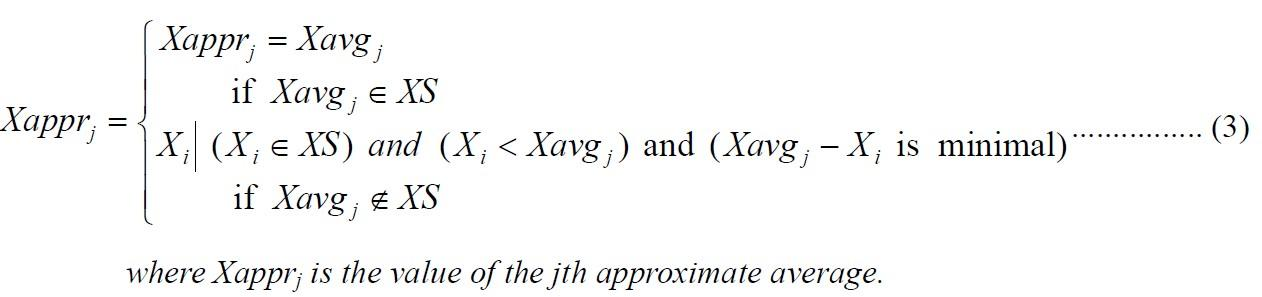 Xappr_j = Xavg_j
if Xavg_j ∈ XS
Xappr_j = { X_i | (X_i ∈ XS) and (X_i < Xavg_j) and (Xavg_j − X_i is minimal) ................ (3)
if Xavg_j ∉ XS
where Xappr_j is the value of the jth approximate average.